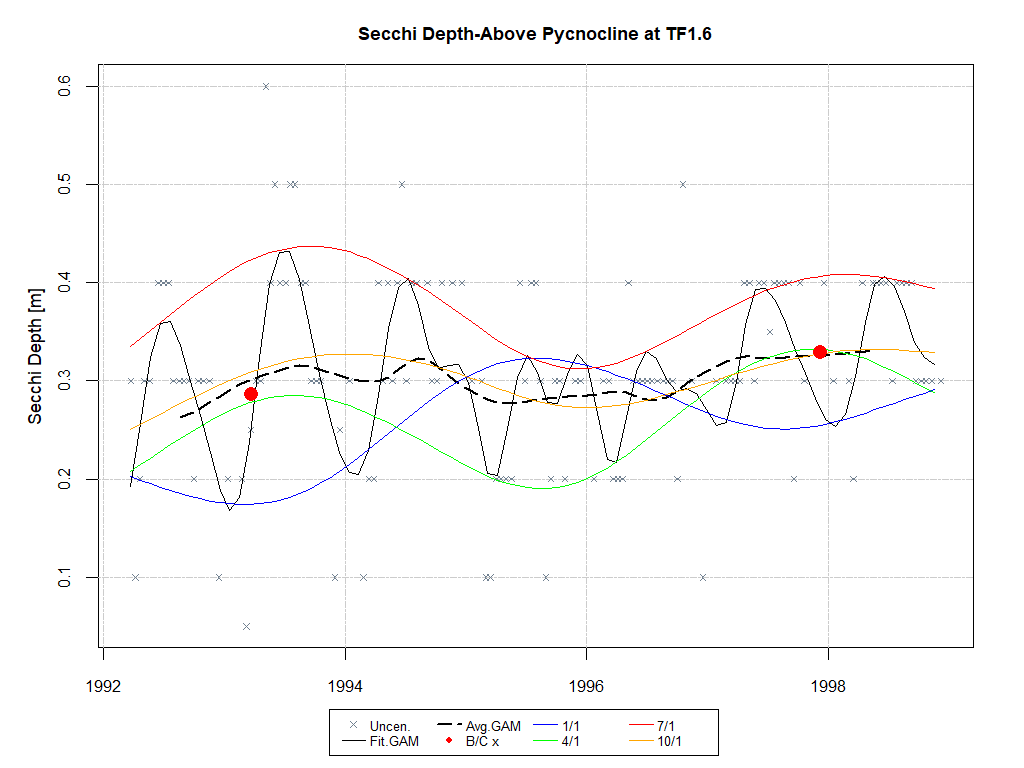 Secchi Depth-Above Pycnocline at TF1.6
Secchi Depth [m]
0.6
0.5
0.4
0.3
0.2
0.1
1992 1994 1996 1998
Uncen. Avg.GAM 1/1 7/1
Fit.GAM B/C x 4/1 10/1